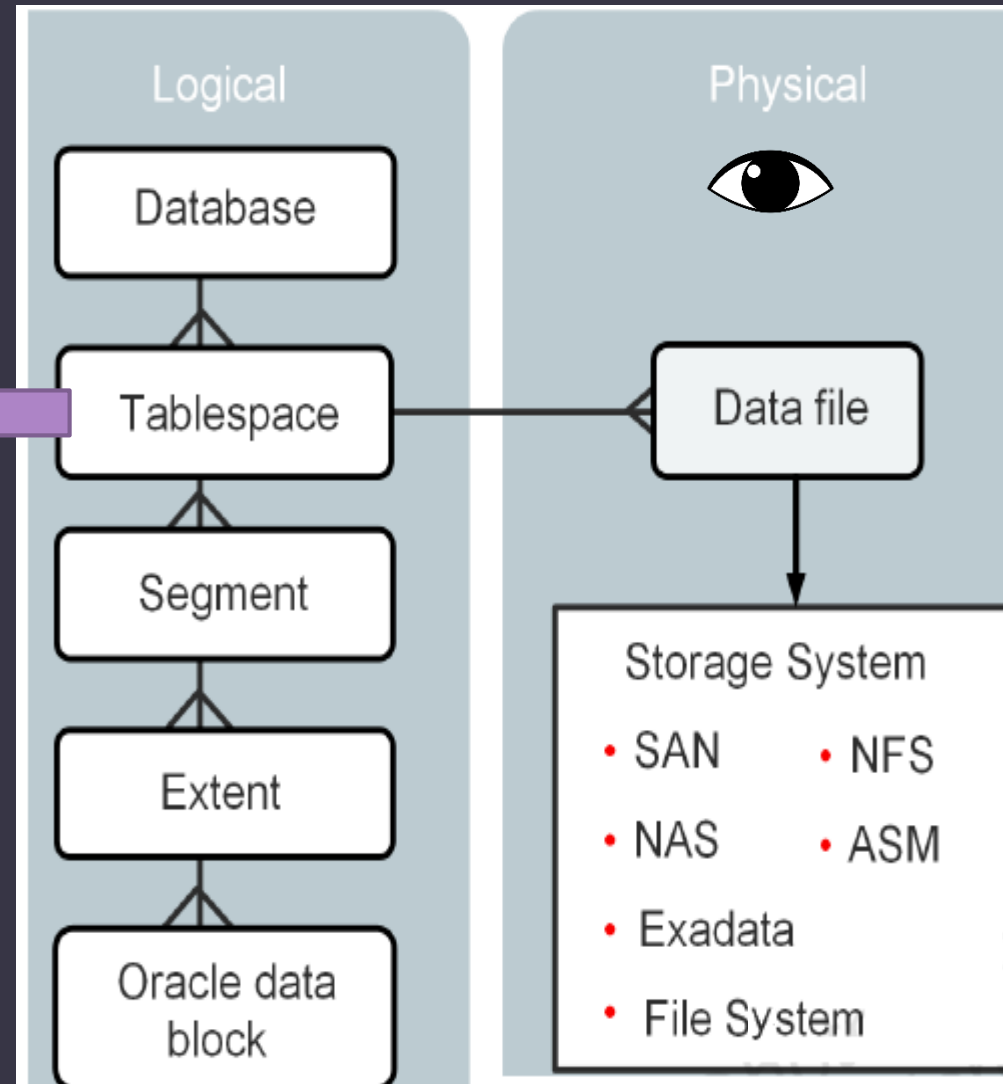 Logical
Database
Tablespace
Segment
Extent
Oracle data
block
Physical
Data file
Storage System
• SAN
• NFS
• NAS
• ASM
• Exadata
• File System